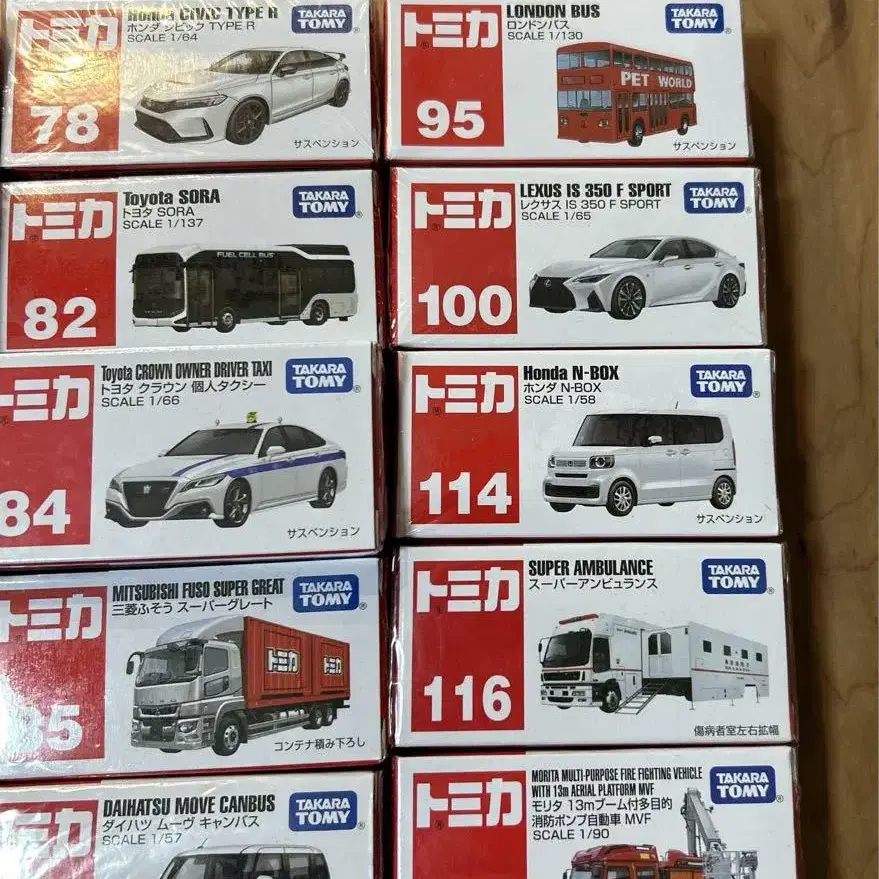 トミカ
78
Honda CIVIC TYPE R
ホンダ シビック TYPE R
SCALE 1/64
TAKARA
TOMY
サスペンション
トミカ
95
LONDON BUS
ロンドンバス
SCALE 1/130
TAKARA
TOMY
PET WORLD
サスペンション
トミカ
82
Toyota SORA
トヨタ SORA
SCALE 1/137
TAKARA
TOMY
FUEL CELL BUS
トミカ
100
LEXUS IS 350 F SPORT
レクサス IS 350 F SPORT
SCALE 1/65
TAKARA
TOMY
トミカ
84
Toyota CROWN OWNER DRIVER TAXI
トヨタ クラウン 個人タクシー
SCALE 1/66
TAKARA
TOMY
サスペンション
トミカ
114
Honda N-BOX
ホンダ N-BOX
SCALE 1/58
TAKARA
TOMY
サスペンション
トミカ
85
MITSUBISHI FUSO SUPER GREAT
三菱ふそう スーパーグレート
TAKARA
TOMY
トミカ
トミカ
コンテナ積み下ろし
トミカ
116
SUPER AMBULANCE
スーパーアンビュランス
TAKARA
TOMY
傷病者室左右拡幅
トミカ
DAIHATSU MOVE CANBUS
ダイハツ ムーヴ キャンバス
SCALE 1/57
TAKARA
TOMY
トミカ
MORITA MULTI-PURPOSE FIRE FIGHTING VEHICLE
WITH 13m AERIAL PLATFORM MVF
モリタ 13mブーム付多目的
消防ポンプ自動車 MVF
SCALE 1/90
TAKARA
TOMY